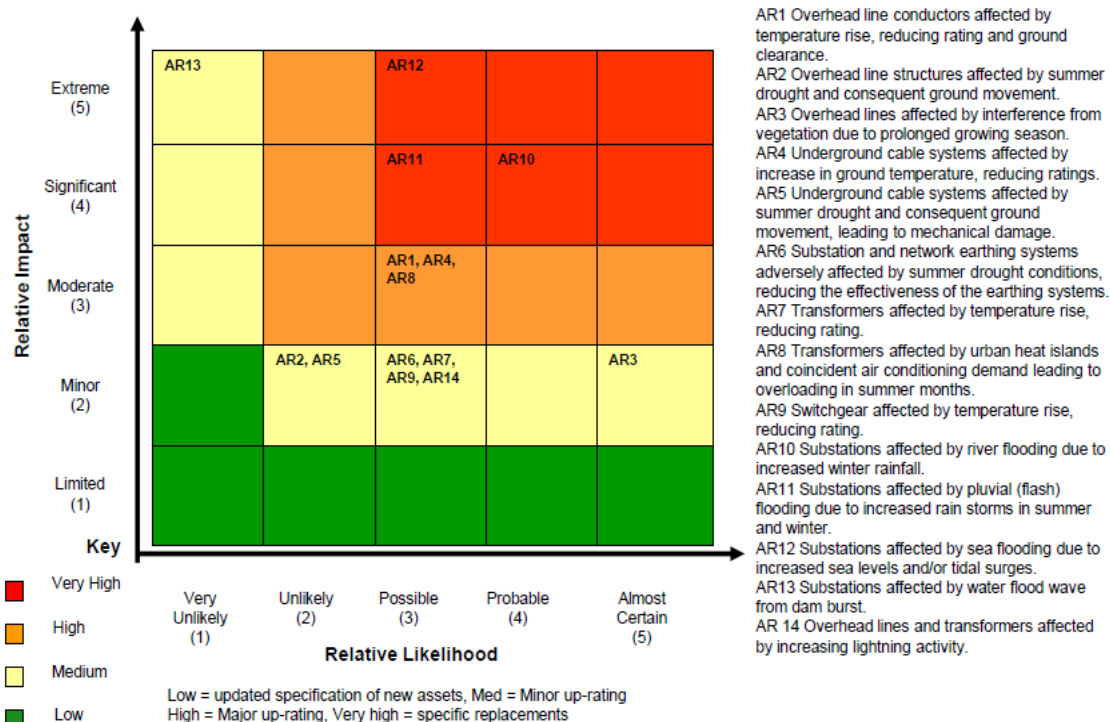 Relative Impact
Extreme
(5)
Significant
(4)
Moderate
(3)
Minor
(2)
Limited
(1)
AR13
AR12
AR11
AR10
AR1, AR4,
AR8
AR2, AR5
AR6, AR7,
AR9, AR14
AR3
Key
Very High
High
Medium
Low
Very
Unlikely
(1)
Unlikely
(2)
Possible
(3)
Probable
(4)
Almost
Certain
(5)
Relative Likelihood
Low = updated specification of new assets, Med = Minor up-rating
High = Major up-rating, Very high = specific replacements
AR1 Overhead line conductors affected by
temperature rise, reducing rating and ground
clearance.
AR2 Overhead line structures affected by summer
drought and consequent ground movement.
AR3 Overhead lines affected by interference from
vegetation due to prolonged growing season.
AR4 Underground cable systems affected by
increase in ground temperature, reducing ratings.
AR5 Underground cable systems affected by
summer drought and consequent ground
movement, leading to mechanical damage.
AR6 Substation and network earthing systems
adversely affected by summer drought conditions,
reducing the effectiveness of the earthing systems.
AR7 Transformers affected by temperature rise,
reducing rating.
AR8 Transformers affected by urban heat islands
and coincident air conditioning demand leading to
overloading in summer months.
AR9 Switchgear affected by temperature rise,
reducing rating.
AR10 Substations affected by river flooding due to
increased winter rainfall.
AR11 Substations affected by pluvial (flash)
flooding due to increased rain storms in summer
and winter.
AR12 Substations affected by sea flooding due to
increased sea levels and/or tidal surges.
AR13 Substations affected by water flood wave
from dam burst.
AR 14 Overhead lines and transformers affected
by increasing lightning activity.